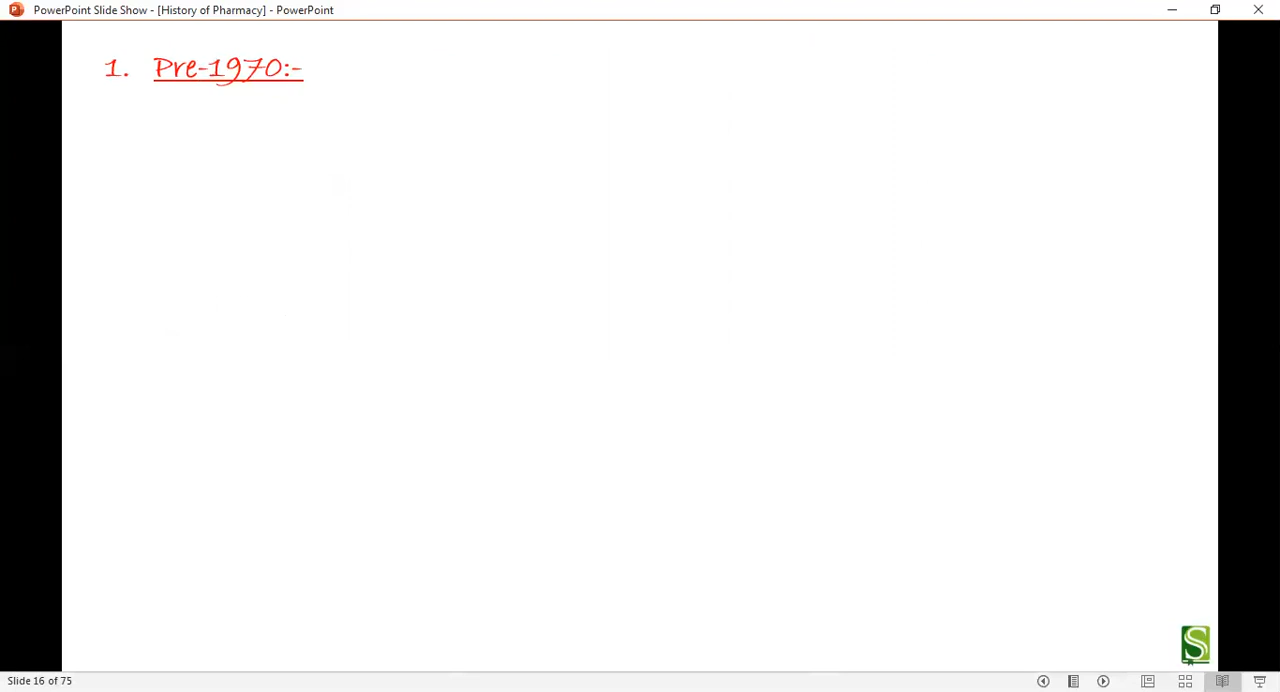 PowerPoint Slide Show - [History of Pharmacy] - PowerPoint
1. Pre-1970:-
S
Slide 16 of 75